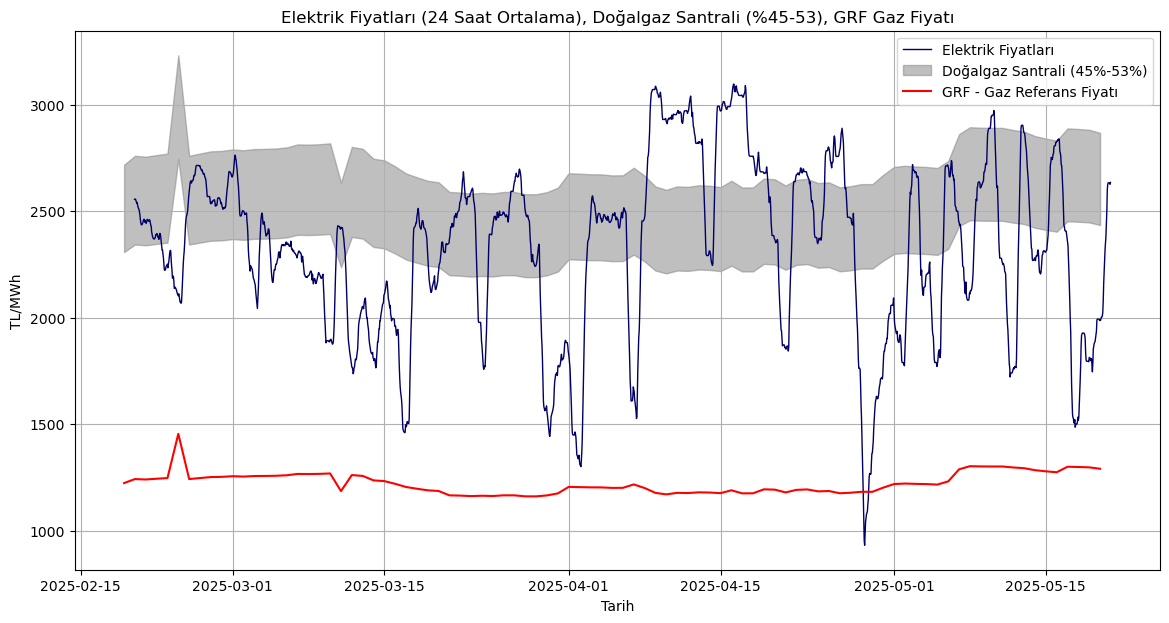 Elektrik Fiyatları (24 Saat Ortalama), Doğalgaz Santrali (%45-53), GRF Gaz Fiyatı
Elektrik Fiyatları
Doğalgaz Santrali (45%-53%)
GRF - Gaz Referans Fiyatı
TL/MWh
3000
2500
2000
1500
1000
2025-02-15
2025-03-01
2025-03-15
2025-04-01
2025-04-15
2025-05-01
2025-05-15
Tarih